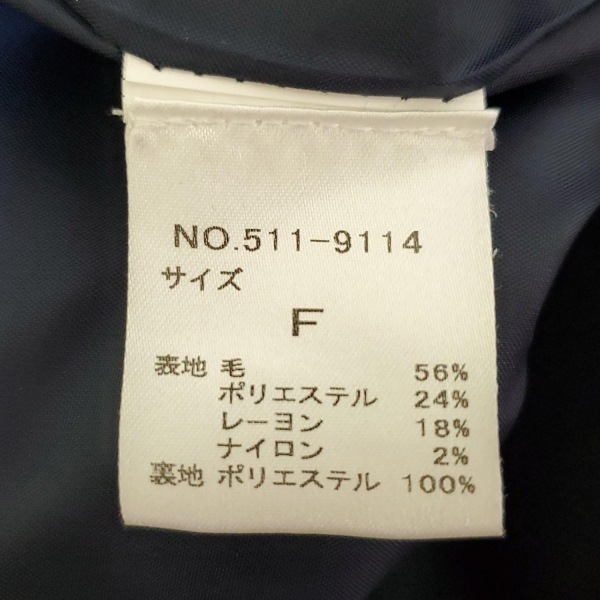 NO.511-9114
サイズ
F
表地 毛 56%
ポリエステル 24%
レーヨン 18%
ナイロン 2%
裏地 ポリエステル 100%